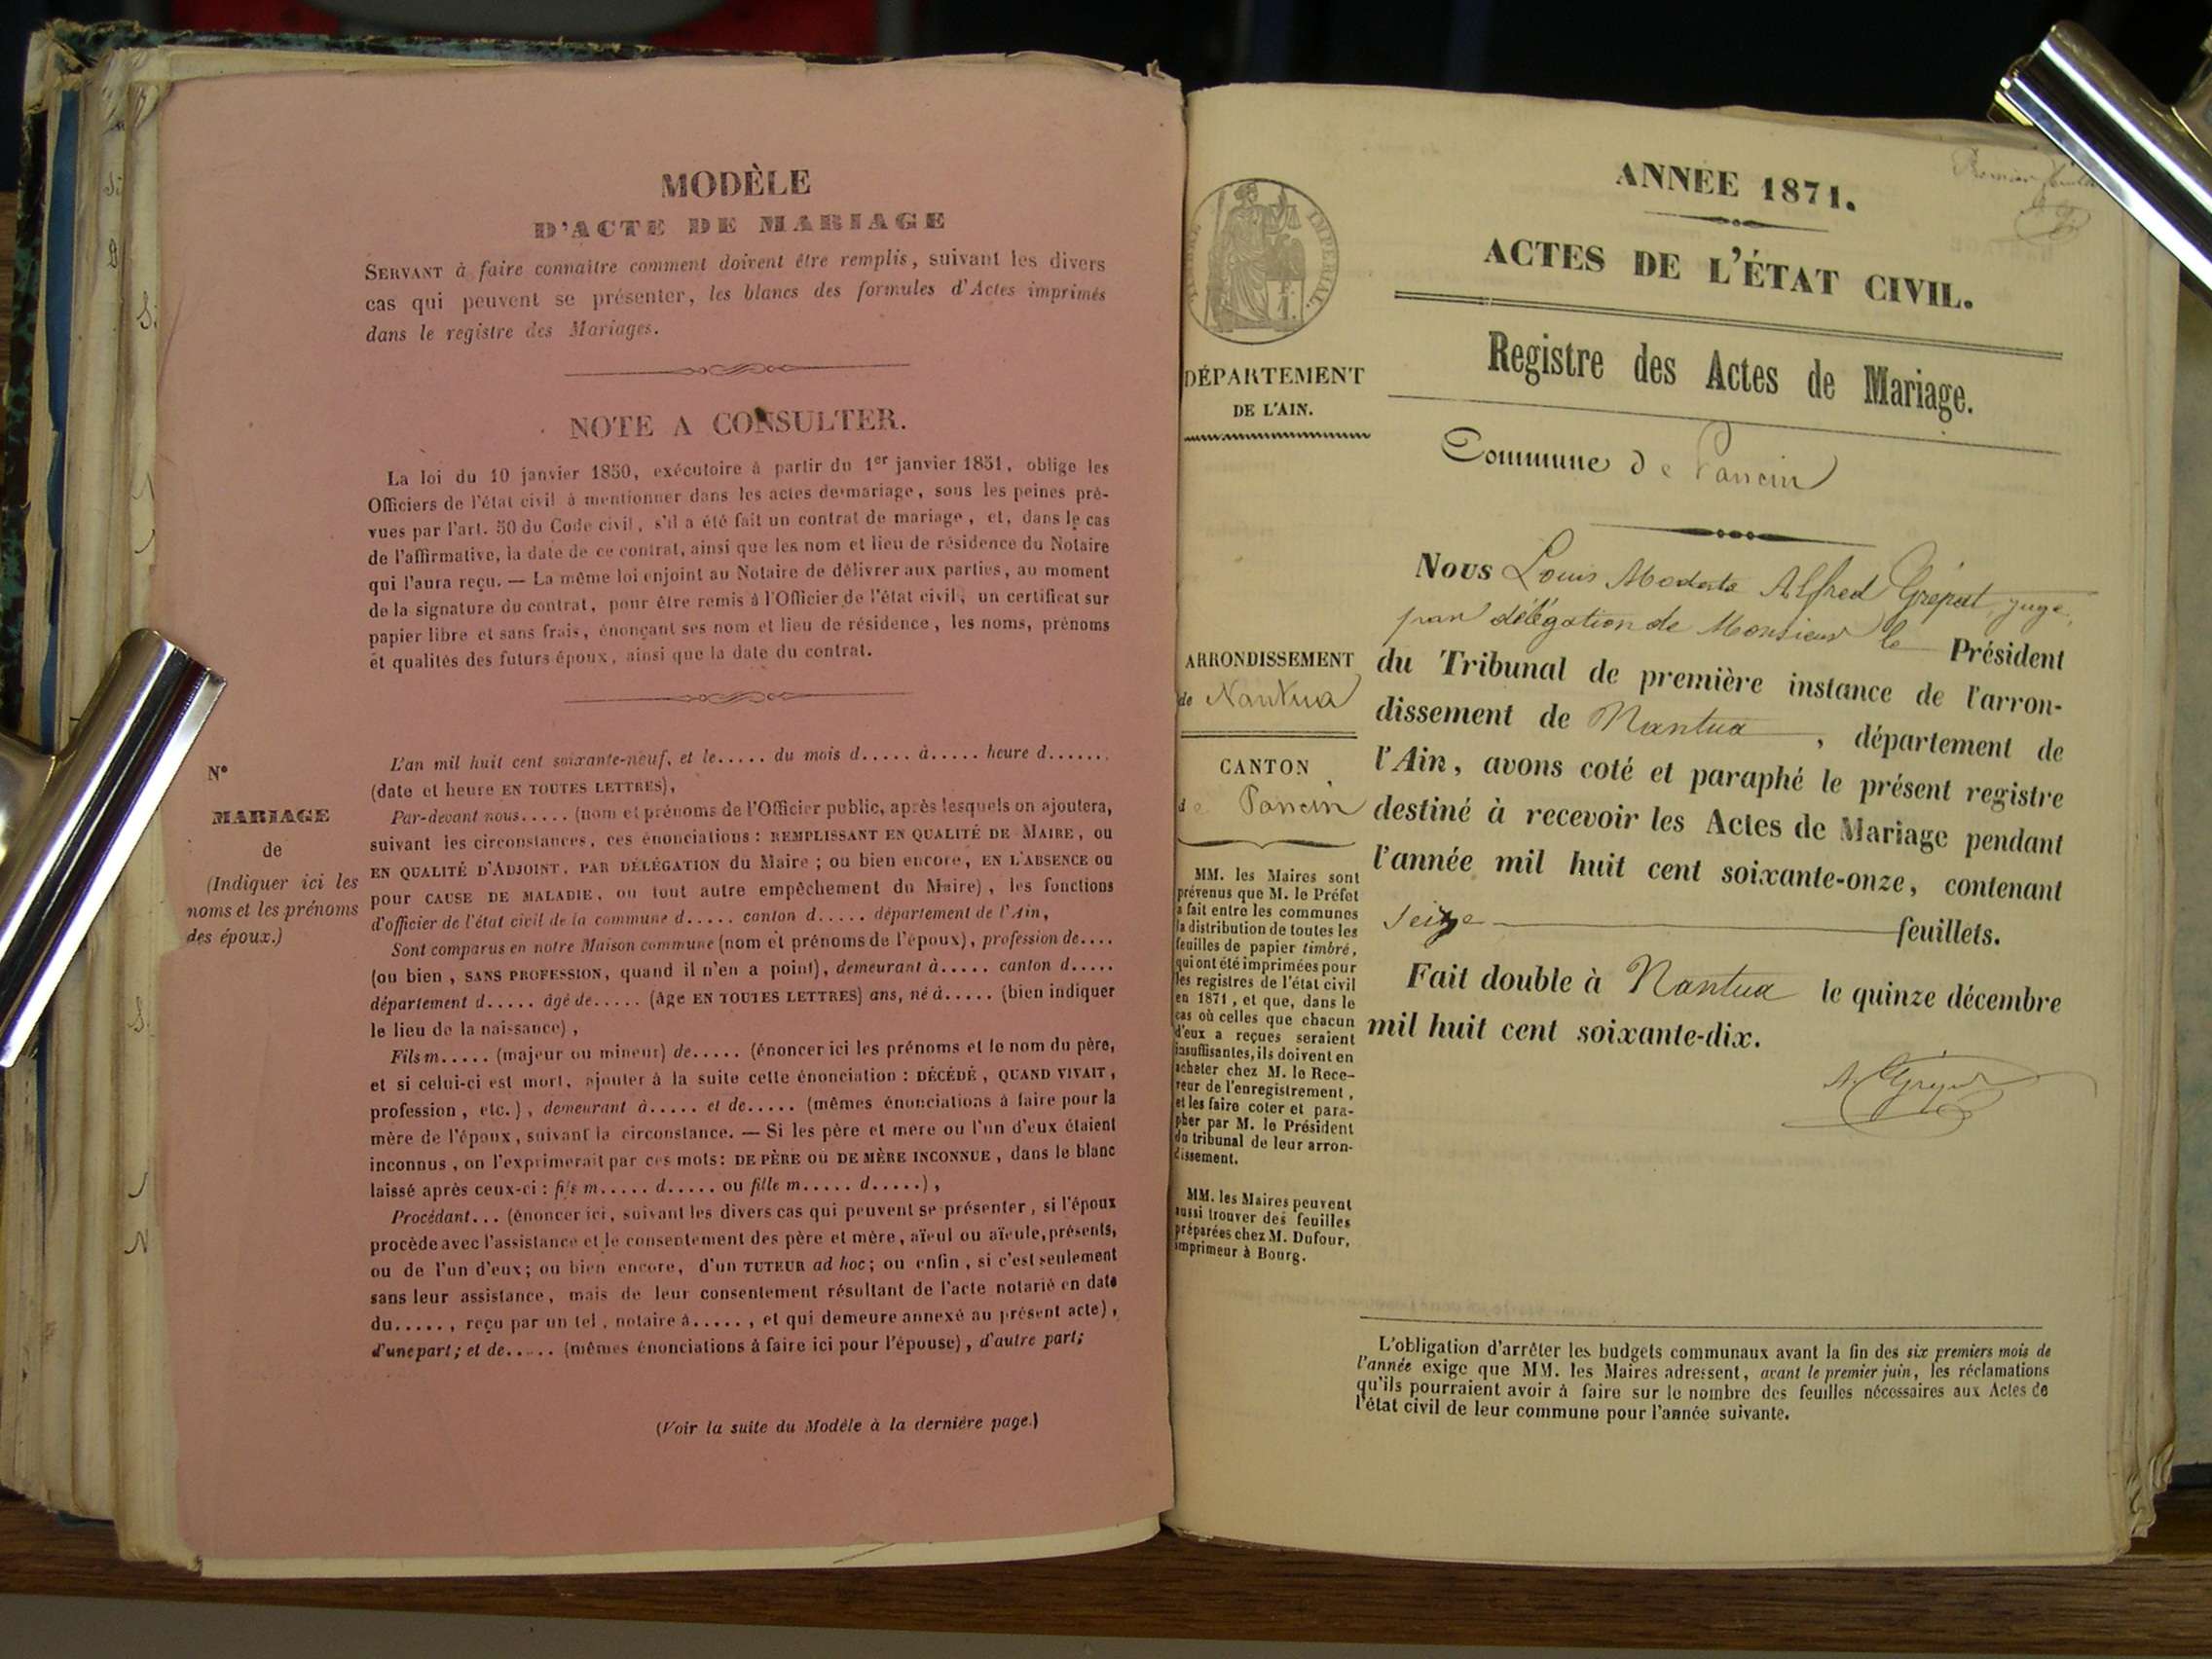 MODÈLE
D'ACTE DE MARIAGE
SERVANT à faire connaître comment doivent être remplis, suivant les divers
cas qui peuvent se présenter, les blancs des formules d'Actes imprimés
dans le registre des Mariages.
NOTE A CONSULTER.
La loi du 10 janvier 1850, exécutoire à partir du 1er janvier 1851, oblige les
Officiers de l'état civil à mentionner dans les actes de mariage, sous les peines pré-
vues par l'art. 50 du Code civil, s'il a été fait un contrat de mariage, et, dans le cas
de l'affirmative, la date de ce contrat, ainsi que les nom et lieu de résidence du Notaire
qui l'aura reçu. — La même loi enjoint au Notaire de délivrer aux parties, au moment
de la signature du contrat, pour être remis à l'Officier de l'état civil, un certificat sur
papier libre et sans frais, énonçant ses nom et lieu de résidence, les noms, prénoms
et qualités des futurs époux, ainsi que la date du contrat.
N°
MARIAGE
de
(Indiquer ici les
noms et les prénoms
des époux.)
L'an mil huit cent soixante-neuf, et le..... du mois d..... à..... heure d.......
(date et heure EN TOUTES LETTRES),
Par-devant nous..... (nom et prénoms de l'Officier public, après lesquels on ajoutera,
suivant les circonstances, ces énonciations : REMPLISSANT EN QUALITÉ DE MAIRE, ou
EN QUALITÉ D'ADJOINT, PAR DÉLÉGATION du Maire ; ou bien encore, EN L'ABSENCE ou
pour CAUSE DE MALADIE, ou tout autre empêchement du Maire), les fonctions
d'officier de l'état civil de la commune d..... canton d..... département de l'Ain,
Sont comparus en notre Maison commune (nom et prénoms de l'époux), profession de....
(ou bien, SANS PROFESSION, quand il n'en a point), demeurant à..... canton d.....
département d..... âgé de..... (âge EN TOUTES LETTRES) ans, né à..... (bien indiquer
le lieu de la naissance),
Fils m..... (majeur ou mineur) de..... (énoncer ici les prénoms et le nom du père,
et si celui-ci est mort, ajouter à la suite cette énonciation : DÉCÉDÉ, QUAND VIVAIT,
profession, etc.), demeurant à..... et de..... (mêmes énonciations à faire pour la
mère de l'époux, suivant la circonstance. — Si les père et mère ou l'un d'eux étaient
inconnus, on l'exprimerait par ces mots : DE PÈRE OU DE MÈRE INCONNUE, dans le blanc
laissé après ceux-ci : fils m..... d..... ou fille m..... d.....),
Procédant... (énoncer ici, suivant les divers cas qui peuvent se présenter, si l'époux
procède avec l'assistance et le consentement des père et mère, aïeul ou aïeule, présents,
ou de l'un d'eux; ou bien encore, d'un TUTEUR ad hoc; ou enfin, si c'est seulement
sans leur assistance, mais de leur consentement résultant de l'acte notarié en date
du....., reçu par un tel, notaire à....., et qui demeure annexé au présent acte),
d'une part; et de..... (mêmes énonciations à faire ici pour l'épouse), d'autre part;
(Voir la suite du Modèle à la dernière page.)
TIMBRE IMPERIAL.
ANNÉE 1871.
ACTES DE L'ÉTAT CIVIL.
Registre des Actes de Mariage.
DÉPARTEMENT
DE L'AIN.
Commune de Poncin
Nous Louis Modeste Alfred Grépat, juge,
par délégation de Monsieur le Président
du Tribunal de première instance de l'arron-
dissement de Nantua, département de
l'Ain, avons coté et paraphé le présent registre
destiné à recevoir les Actes de Mariage pendant
l'année mil huit cent soixante-onze, contenant
seize feuillets.
Fait double à Nantua le quinze décembre
mil huit cent soixante-dix.
ARRONDISSEMENT
de Nantua
CANTON
de Poncin
MM. les Maires sont
prévenus que M. le Préfet
a fait entre les communes
la distribution de toutes les
feuilles de papier timbré,
qui ont été imprimées pour
les registres de l'état civil
en 1871, et que, dans le
cas où celles que chacun
d'eux a reçues seraient
insuffisantes, ils doivent en
acheter chez M. le Rece-
veur de l'enregistrement,
et les faire coter et para-
pher par M. le Président
du tribunal de leur arron-
dissement.
MM. les Maires peuvent
aussi trouver des feuilles
préparées chez M. Dufour,
imprimeur à Bourg.
L'obligation d'arrêter les budgets communaux avant la fin des six premiers mois de
l'année exige que MM. les Maires adressent, avant le premier juin, les réclamations
qu'ils pourraient avoir à faire sur le nombre des feuilles nécessaires aux Actes de
l'état civil de leur commune pour l'année suivante.